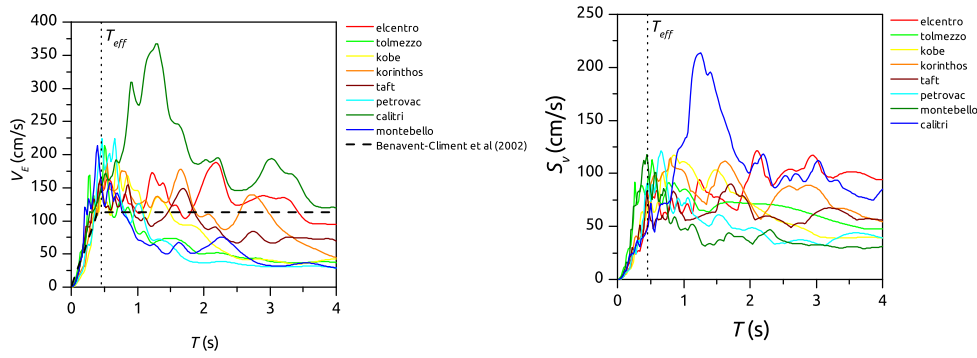 400
350
300
250
200
150
100
50
0
V_E (cm/s)
T_eff
0 1 2 3 4
T (s)
elcentro
tolmezzo
kobe
korinthos
taft
petrovac
calitri
montebello
Benavent-Climent et al (2002)
250
200
150
100
50
0
S_v (cm/s)
T_eff
0 1 2 3 4
T (s)
elcentro
tolmezzo
kobe
korinthos
taft
petrovac
montebello
calitri